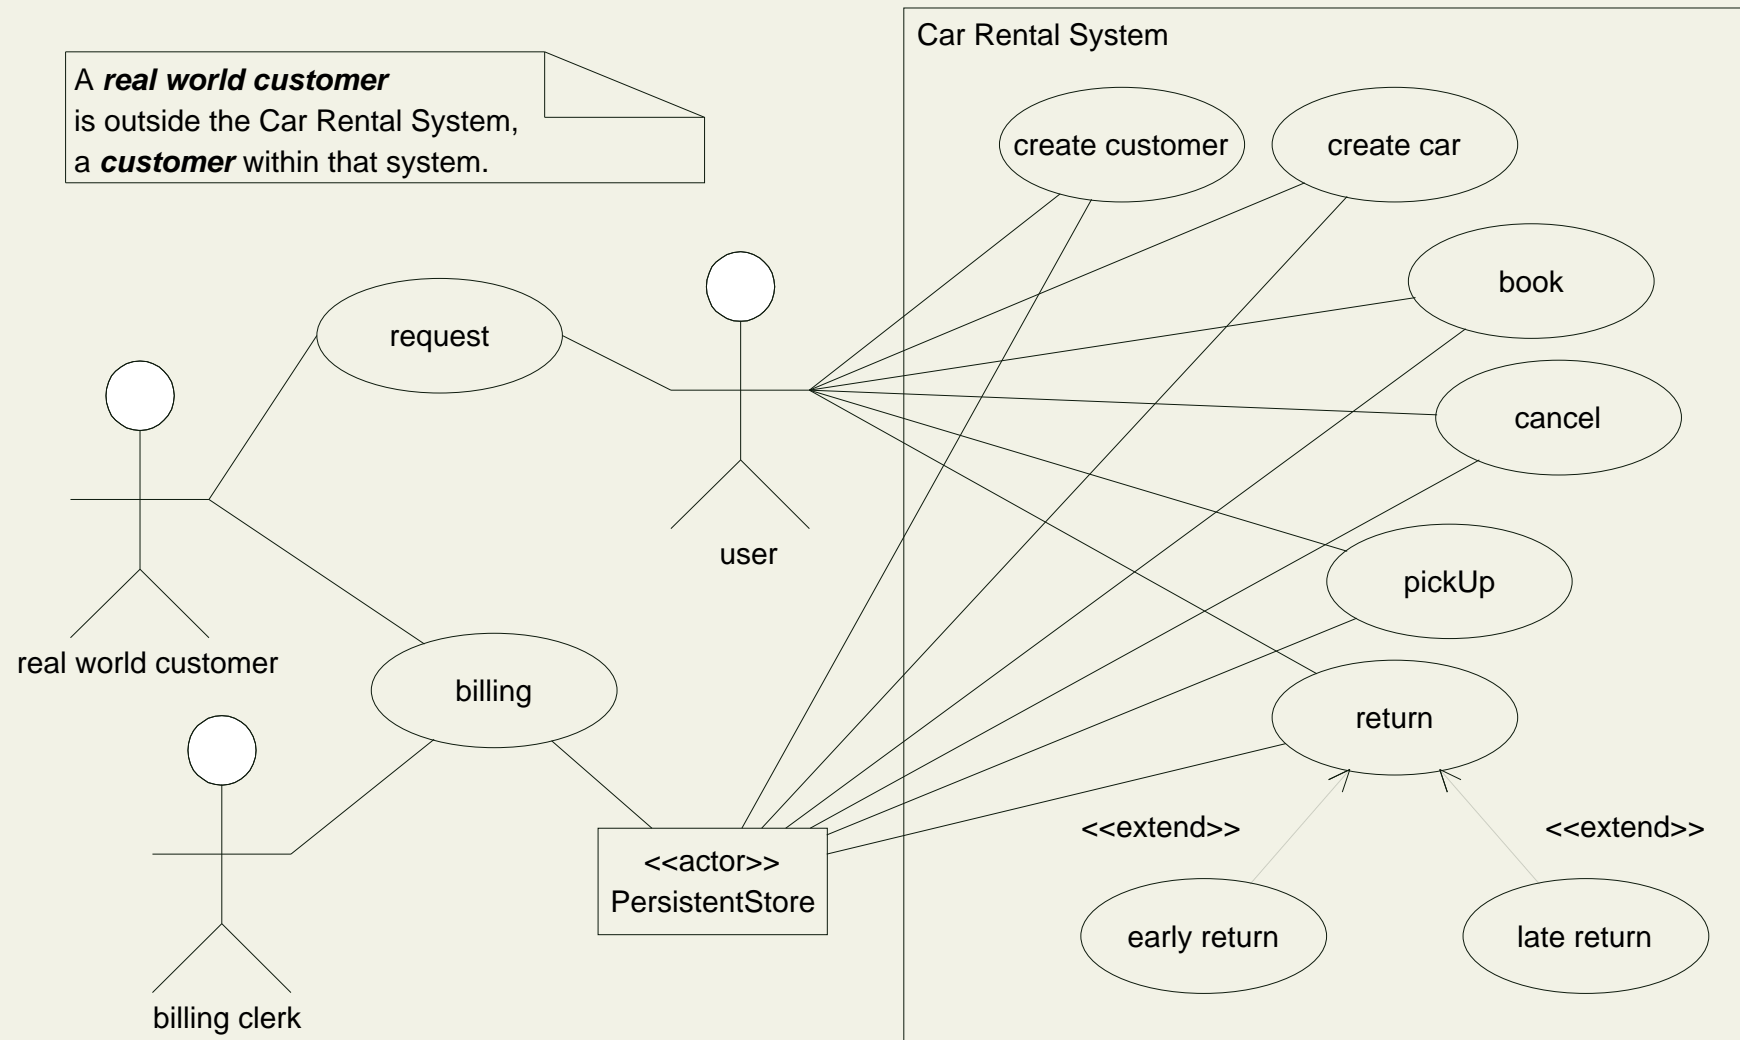 Car Rental System
A real world customer
is outside the Car Rental System,
a customer within that system.
create customer
create car
book
request
cancel
user
pickUp
real world customer
billing
return
<<extend>>
<<extend>>
<<actor>>
PersistentStore
early return
late return
billing clerk